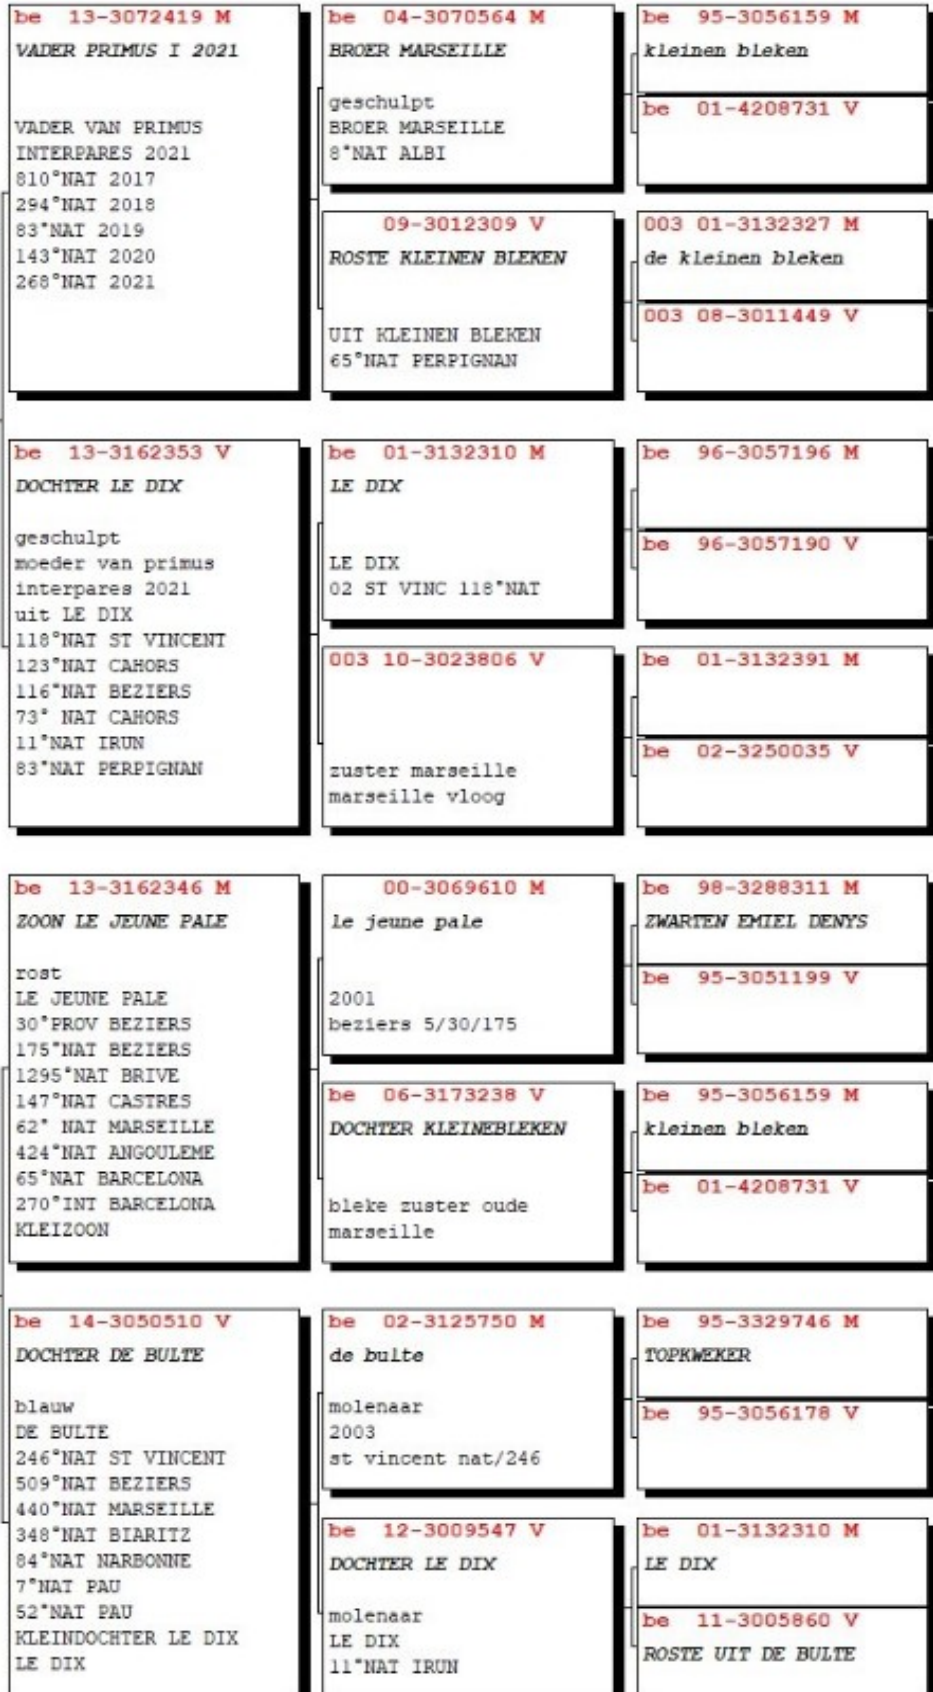 be 13-3072419 M
VADER PRIMUS I 2021
VADER VAN PRIMUS
INTERPARES 2021
810°NAT 2017
294°NAT 2018
83°NAT 2019
143°NAT 2020
268°NAT 2021
be 13-3162353 V
DOCHTER LE DIX
geschulpt
moeder van primus
interpares 2021
uit LE DIX
118°NAT ST VINCENT
123°NAT CAHORS
116°NAT BEZIERS
73° NAT CAHORS
11°NAT IRUN
83°NAT PERPIGNAN
be 13-3162346 M
ZOON LE JEUNE PALE
rost
LE JEUNE PALE
30°PROV BEZIERS
175°NAT BEZIERS
1295°NAT BRIVE
147°NAT CASTRES
62° NAT MARSEILLE
424°NAT ANGOULEME
65°NAT BARCELONA
270°INT BARCELONA
KLEIZOON
be 14-3050510 V
DOCHTER DE BULTE
blauw
DE BULTE
246°NAT ST VINCENT
509°NAT BEZIERS
440°NAT MARSEILLE
348°NAT BIARITZ
84°NAT NARBONNE
7°NAT PAU
52°NAT PAU
KLEINDOCHTER LE DIX
LE DIX
be 04-3070564 M
BROER MARSEILLE
geschulpt
BROER MARSEILLE
8°NAT ALBI
09-3012309 V
ROSTE KLEINEN BLEKEN
UIT KLEINEN BLEKEN
65°NAT PERPIGNAN
be 01-3132310 M
LE DIX
LE DIX
02 ST VINC 118°NAT
003 10-3023806 V
zuster marseille
marseille vloog
00-3069610 M
le jeune pale
2001
beziers 5/30/175
be 06-3173238 V
DOCHTER KLEINEBLEKEN
bleke zuster oude
marseille
be 02-3125750 M
de bulte
molenaar
2003
st vincent nat/246
be 12-3009547 V
DOCHTER LE DIX
molenaar
LE DIX
11°NAT IRUN
be 95-3056159 M
kleinen bleken
be 01-4208731 V
003 01-3132327 M
de kleinen bleken
003 08-3011449 V
be 96-3057196 M
be 96-3057190 V
be 01-3132391 M
be 02-3250035 V
be 98-3288311 M
ZWARTEN EMIEL DENYS
be 95-3051199 V
be 95-3056159 M
kleinen bleken
be 01-4208731 V
be 95-3329746 M
TOPKWEKER
be 95-3056178 V
be 01-3132310 M
LE DIX
be 11-3005860 V
ROSTE UIT DE BULTE